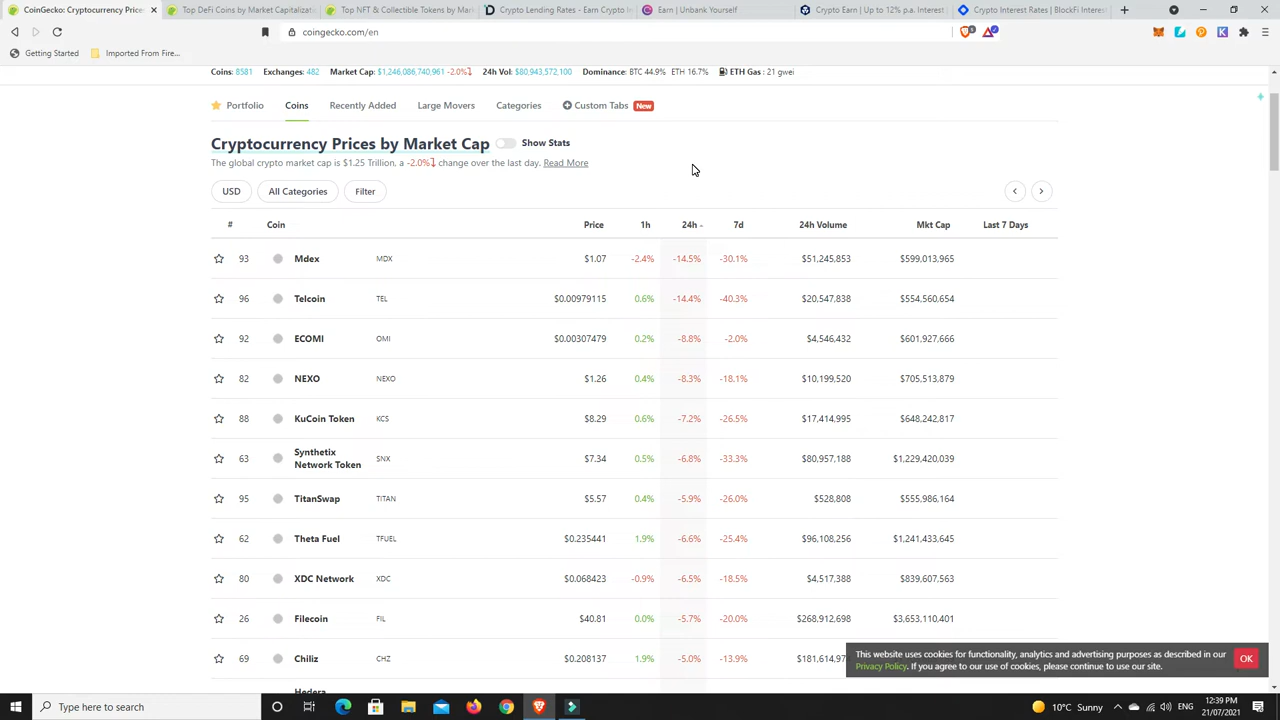 CoinGecko: Cryptocurrency Price
Top DeFi Coins by Market Capitaliza
Top NFT & Collectible Tokens by Mar
Crypto Lending Rates - Earn Crypto In
Earn | Unbank Yourself
Crypto Earn | Up to 12% p.a. Interest
Crypto Interest Rates | BlockFi Interest
coingecko.com/en
Getting Started
Imported From Fire...
Coins: 8581 Exchanges: 482 Market Cap: $1,246,086,740,961 -2.0% 24h Vol: $80,943,572,100 Dominance: BTC 44.9% ETH 16.7% ETH Gas: 21 gwei
Portfolio Coins Recently Added Large Movers Categories Custom Tabs New
Cryptocurrency Prices by Market Cap Show Stats
The global crypto market cap is $1.25 Trillion, a -2.0% change over the last day. Read More
USD All Categories Filter
# Coin Price 1h 24h 7d 24h Volume Mkt Cap Last 7 Days
93 Mdex MDX $1.07 -2.4% -14.5% -30.1% $51,245,853 $599,013,965
96 Telcoin TEL $0.00979115 0.6% -14.4% -40.3% $20,547,838 $554,560,654
92 ECOMI OMI $0.00307479 0.2% -8.8% -2.0% $4,546,432 $601,927,666
82 NEXO NEXO $1.26 0.4% -8.3% -18.1% $10,199,520 $705,513,879
88 KuCoin Token KCS $8.29 0.6% -7.2% -26.5% $17,414,995 $648,242,817
63 Synthetix
Network Token SNX $7.34 0.5% -6.8% -33.3% $80,957,188 $1,229,420,039
95 TitanSwap TITAN $5.57 0.4% -5.9% -26.0% $528,808 $555,986,164
62 Theta Fuel TFUEL $0.235441 1.9% -6.6% -25.4% $96,108,256 $1,241,433,645
80 XDC Network XDC $0.068423 -0.9% -6.5% -18.5% $4,517,388 $839,607,563
26 Filecoin FIL $40.81 0.0% -5.7% -20.0% $268,912,698 $3,653,110,401
69 Chiliz CHZ $0.208137 1.9% -5.0% -13.9% $181,614,97
Hedera
This website uses cookies for functionality, analytics and advertising purposes as described in our
Privacy Policy. If you agree to our use of cookies, please continue to use our site.
OK
Type here to search
10°C Sunny
ENG
12:39 PM
21/07/2021